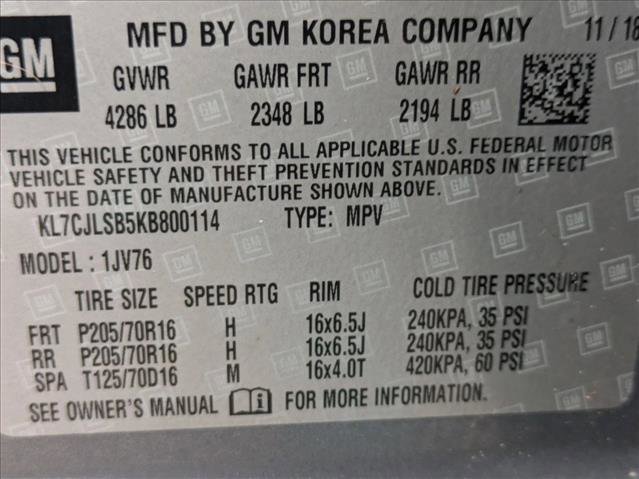 GM MFD BY GM KOREA COMPANY 11/18
GVWR GAWR FRT GAWR RR
4286 LB 2348 LB 2194 LB
THIS VEHICLE CONFORMS TO ALL APPLICABLE U.S. FEDERAL MOTOR
VEHICLE SAFETY AND THEFT PREVENTION STANDARDS IN EFFECT
ON THE DATE OF MANUFACTURE SHOWN ABOVE.
KL7CJLSB5KB800114 TYPE: MPV
MODEL : 1JV76
TIRE SIZE SPEED RTG RIM COLD TIRE PRESSURE
FRT P205/70R16 H 16x6.5J 240KPA, 35 PSI
RR P205/70R16 H 16x6.5J 240KPA, 35 PSI
SPA T125/70D16 M 16x4.0T 420KPA, 60 PSI
SEE OWNER'S MANUAL FOR MORE INFORMATION.